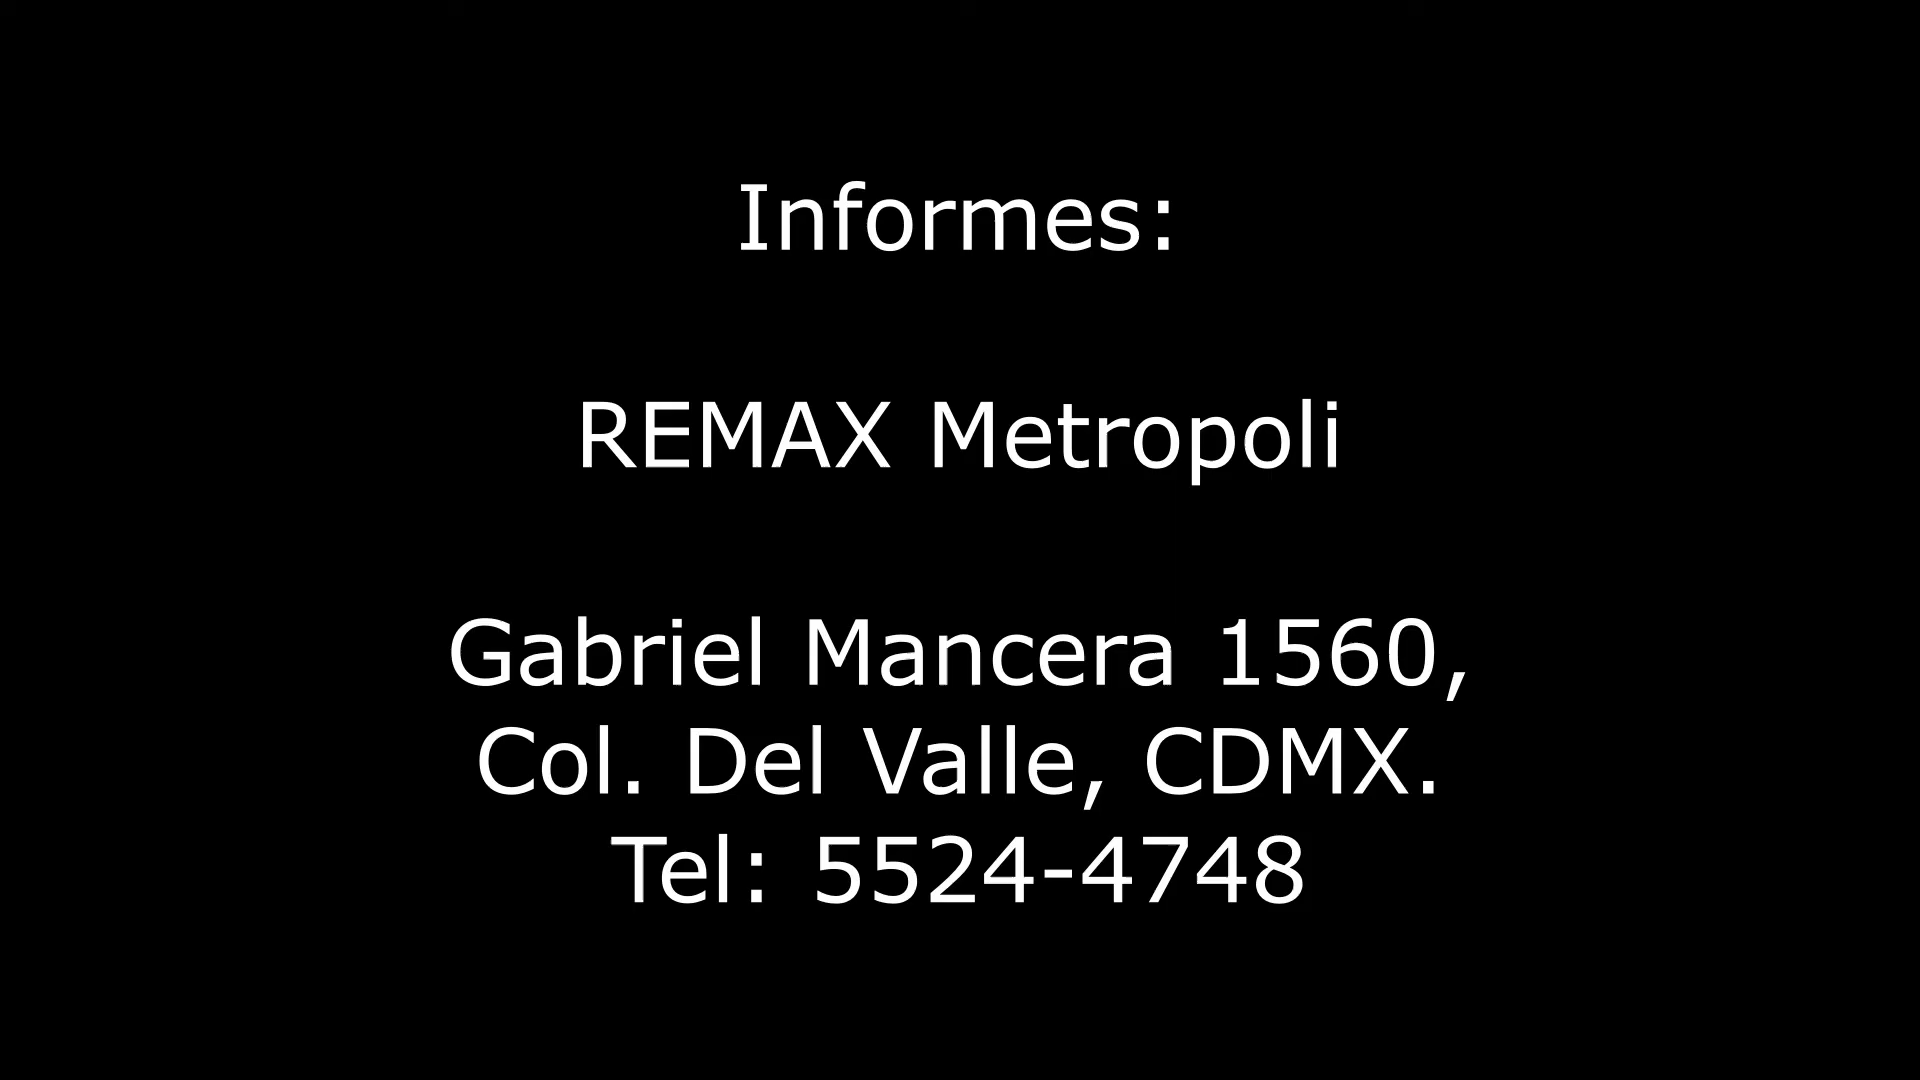 Informes:
REMAX Metropoli
Gabriel Mancera 1560,
Col. Del Valle, CDMX.
Tel: 5524-4748